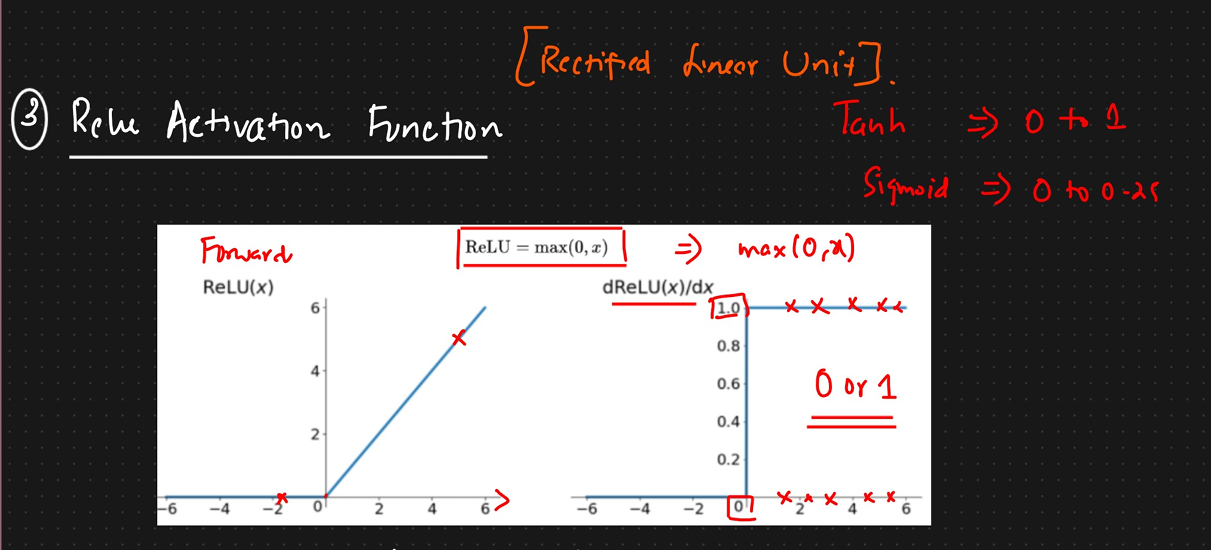 [Rectified Linear Unit].
③ Relu Activation Function
Tanh ⇒ 0 to 1
Sigmoid ⇒ 0 to 0.25
Forward
ReLU = max(0, x) ⇒ max(0,x)
ReLU(x)
dReLU(x)/dx
6
4
2
-6 -4 -2 0 2 4 6
1.0
0.8
0.6
0.4
0.2
0 or 1
-6 -4 -2 0 2 4 6